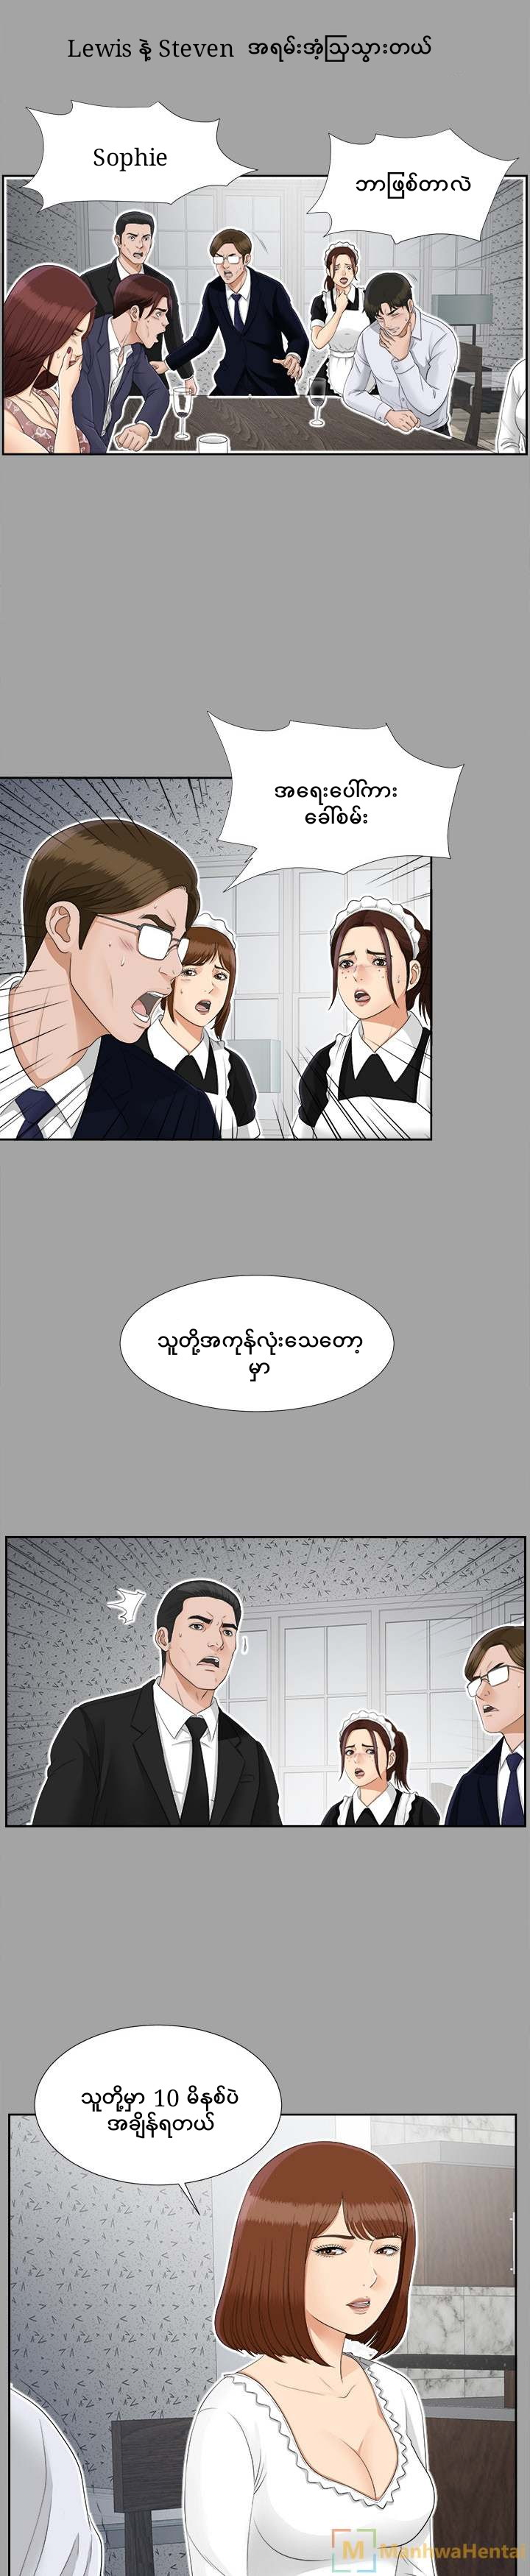 Lewis နဲ့ Steven အရမ်းအံ့ဩသွားတယ်
Sophie
ဘာဖြစ်တာလဲ
အရေးပေါ်ကား
ခေါ်စမ်း
သူတို့အကုန်လုံးသေတော့
မှာ
သူတို့မှာ 10 မိနစ်ပဲ
အချိန်ရတယ်
M ManhwaHentai